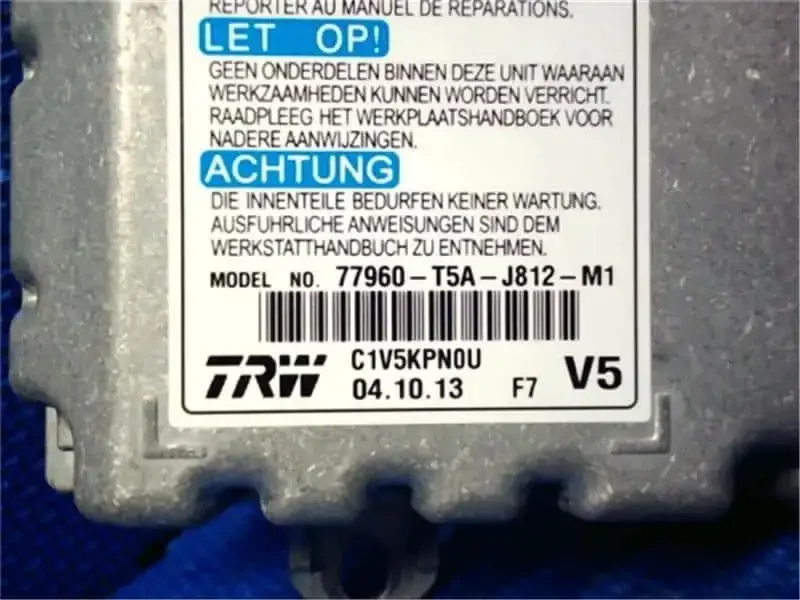 REPORTER AU MANUEL DE REPARATIONS.
LET OP!
GEEN ONDERDELEN BINNEN DEZE UNIT WAARAAN
WERKZAAMHEDEN KUNNEN WORDEN VERRICHT.
RAADPLEEG HET WERKPLAATSHANDBOEK VOOR
NADERE AANWIJZINGEN.
ACHTUNG
DIE INNENTEILE BEDURFEN KEINER WARTUNG.
AUSFUHRLICHE ANWEISUNGEN SIND DEM
WERKSTATTHANDBUCH ZU ENTNEHMEN.
MODEL NO. 77960-T5A-J812-M1
TRW C1V5KPN0U
04.10.13 F7 V5